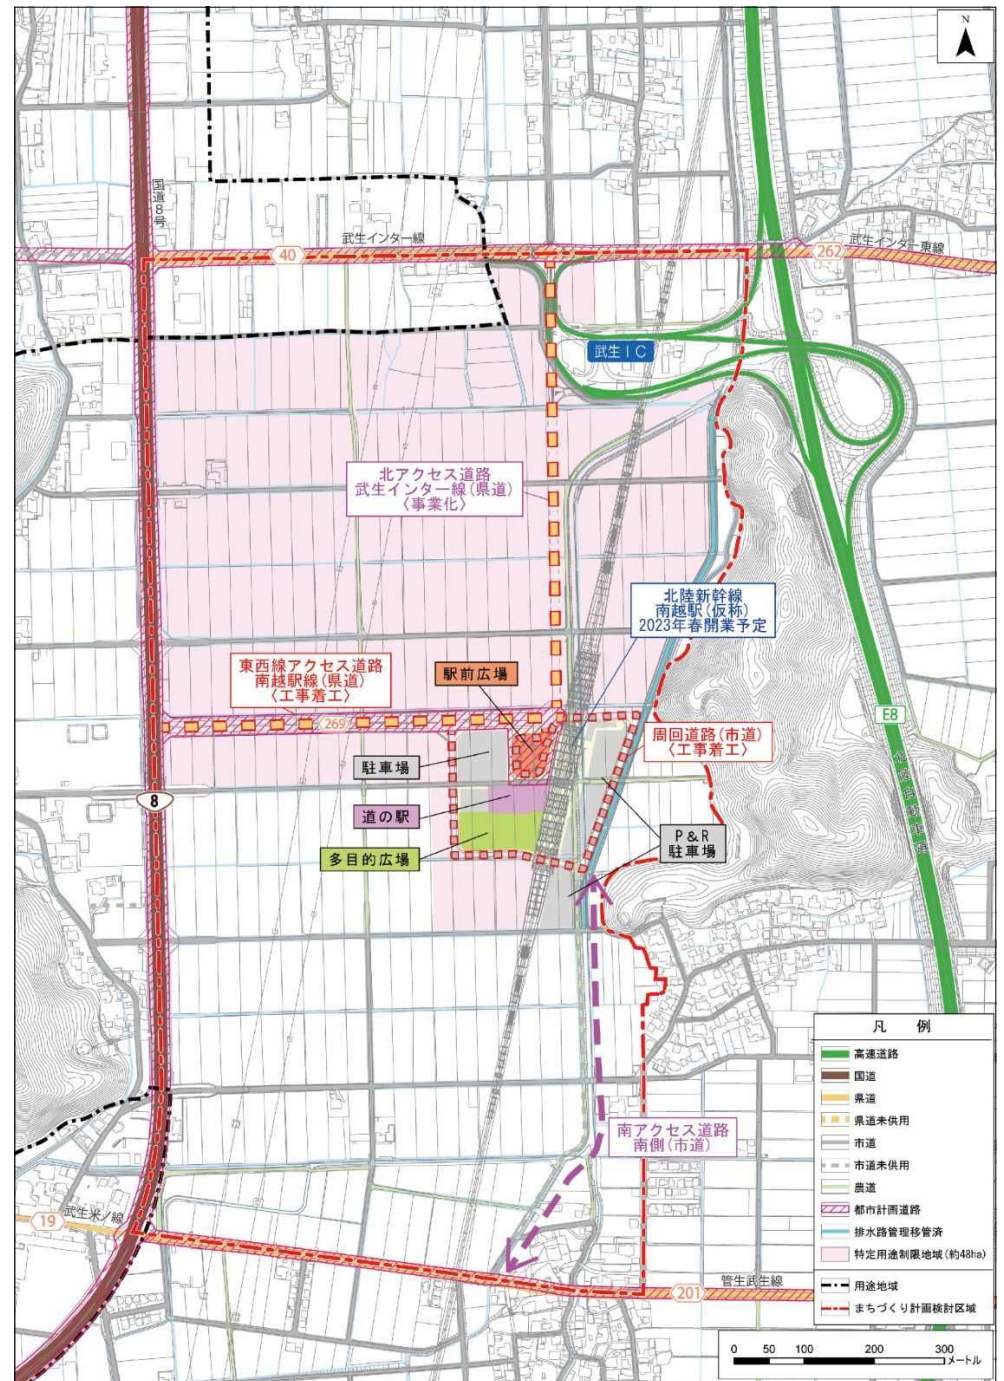 N
国道8号
武生インター線
40
262
武生インター東線
武生IC
北アクセス道路
武生インター線(県道)
〈事業化〉
北陸新幹線
南越駅(仮称)
2023年春開業予定
東西線アクセス道路
南越駅線(県道)
〈工事着工〉
駅前広場
269
周回道路(市道)
〈工事着工〉
E8
北陸自動車道
駐車場
8
道の駅
P&R
駐車場
多目的広場
南アクセス道路
南側(市道)
19
武生米ノ線
201
管生武生線
凡例
高速道路
国道
県道
県道未供用
市道
市道未供用
農道
都市計画道路
排水路管理移管済
特定用途制限地域(約48ha)
用途地域
まちづくり計画検討区域
0 50 100 200 300
メートル